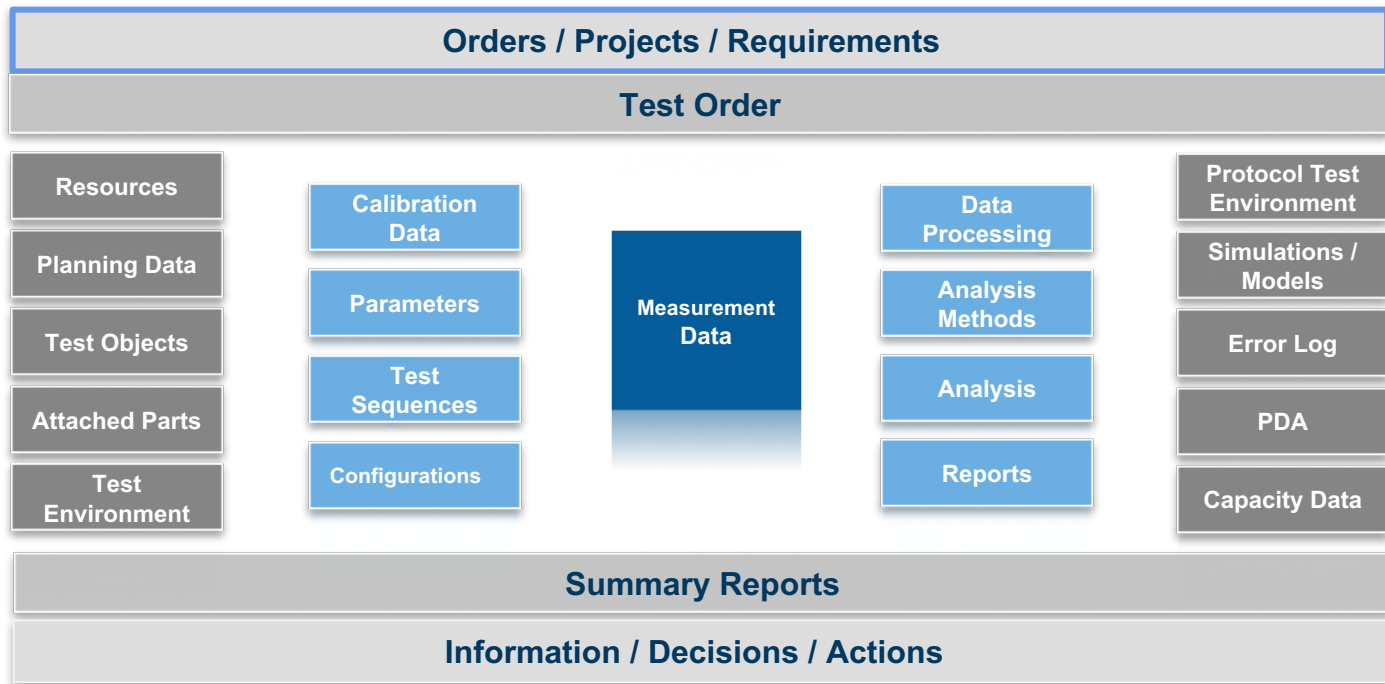 Orders / Projects / Requirements
Test Order
Resources
Planning Data
Test Objects
Attached Parts
Test
Environment
Calibration
Data
Parameters
Test
Sequences
Configurations
Measurement
Data
Data
Processing
Analysis
Methods
Analysis
Reports
Protocol Test
Environment
Simulations /
Models
Error Log
PDA
Capacity Data
Summary Reports
Information / Decisions / Actions